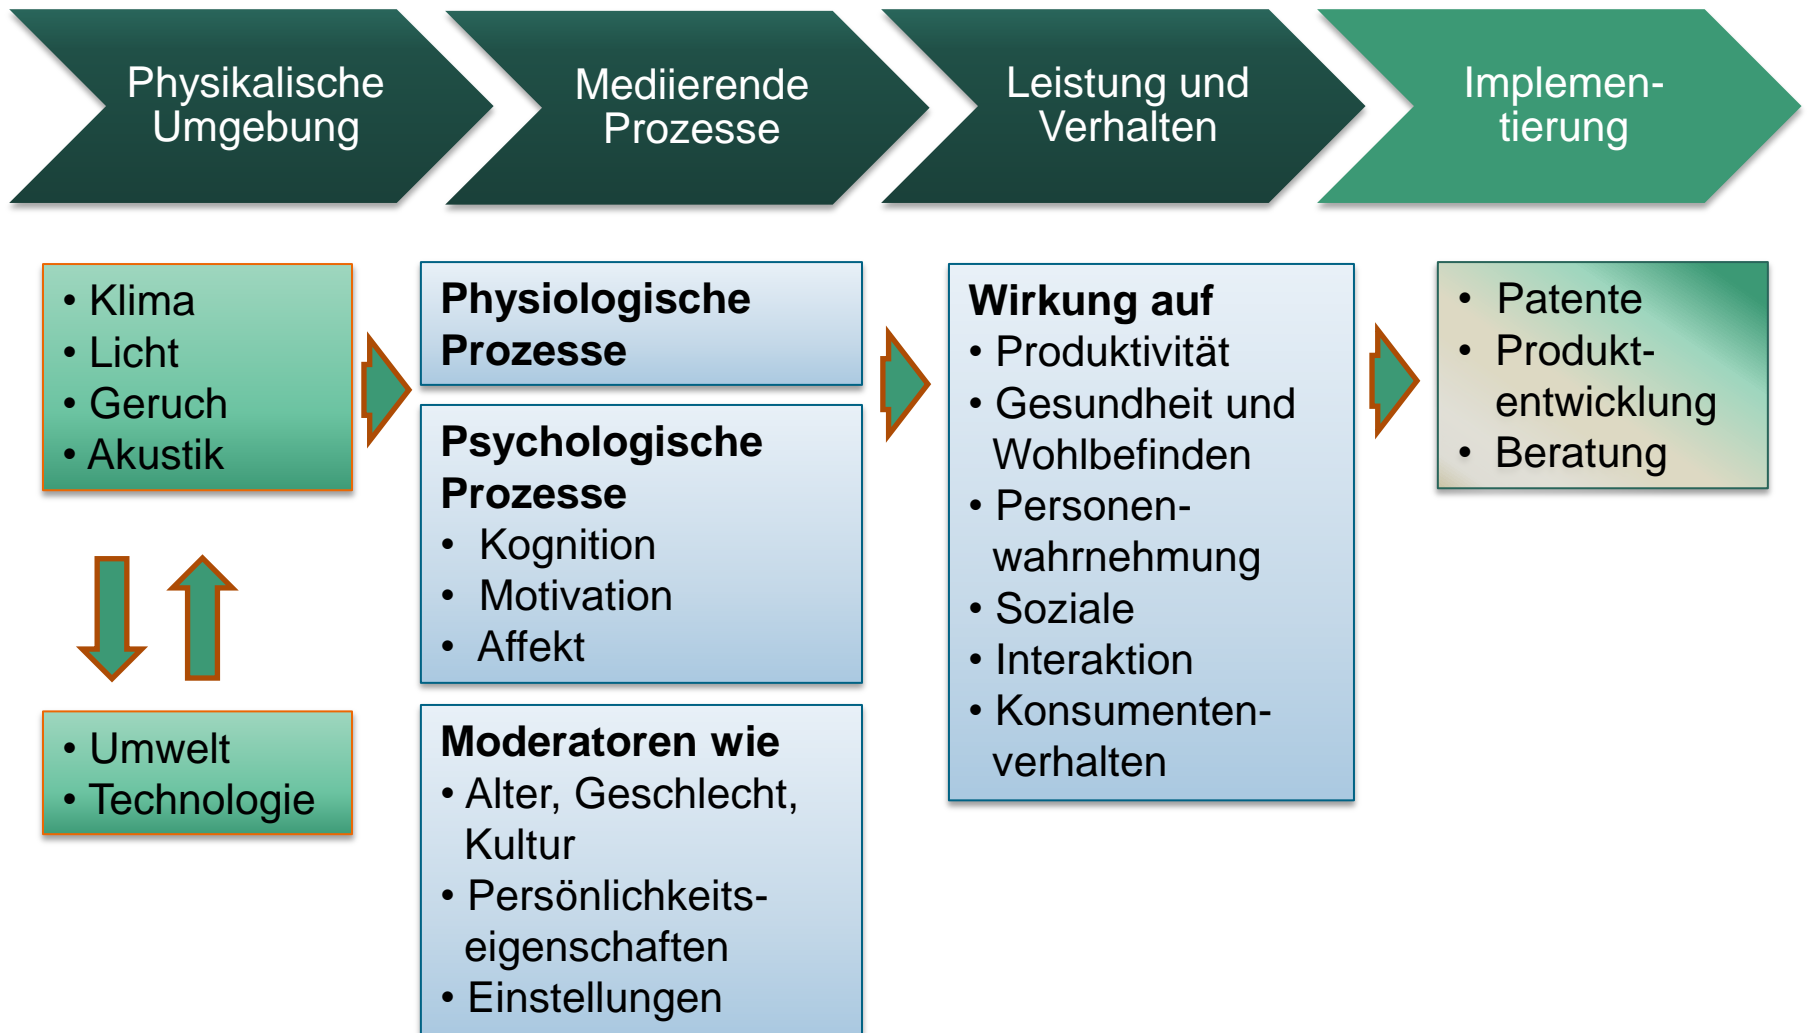 Physikalische
Umgebung
Mediierende
Prozesse
Leistung und
Verhalten
Implemen-
tierung
• Klima
• Licht
• Geruch
• Akustik
• Umwelt
• Technologie
Physiologische
Prozesse
Psychologische
Prozesse
• Kognition
• Motivation
• Affekt
Moderatoren wie
• Alter, Geschlecht,
Kultur
• Persönlichkeits-
eigenschaften
• Einstellungen
Wirkung auf
• Produktivität
• Gesundheit und
Wohlbefinden
• Personen-
wahrnehmung
• Soziale
• Interaktion
• Konsumenten-
verhalten
• Patente
• Produkt-
entwicklung
• Beratung